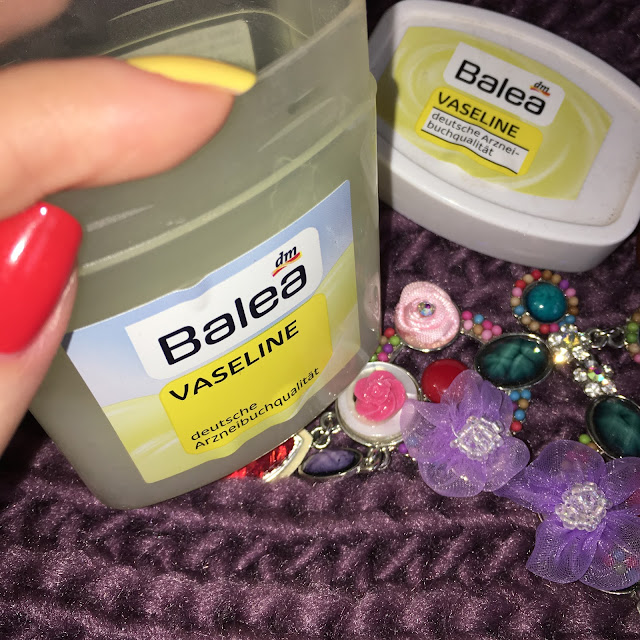 dm
Balea
VASELINE
deutsche
Arzneibuchqualität
dm
Balea
VASELINE
deutsche Arznei-
buchqualität